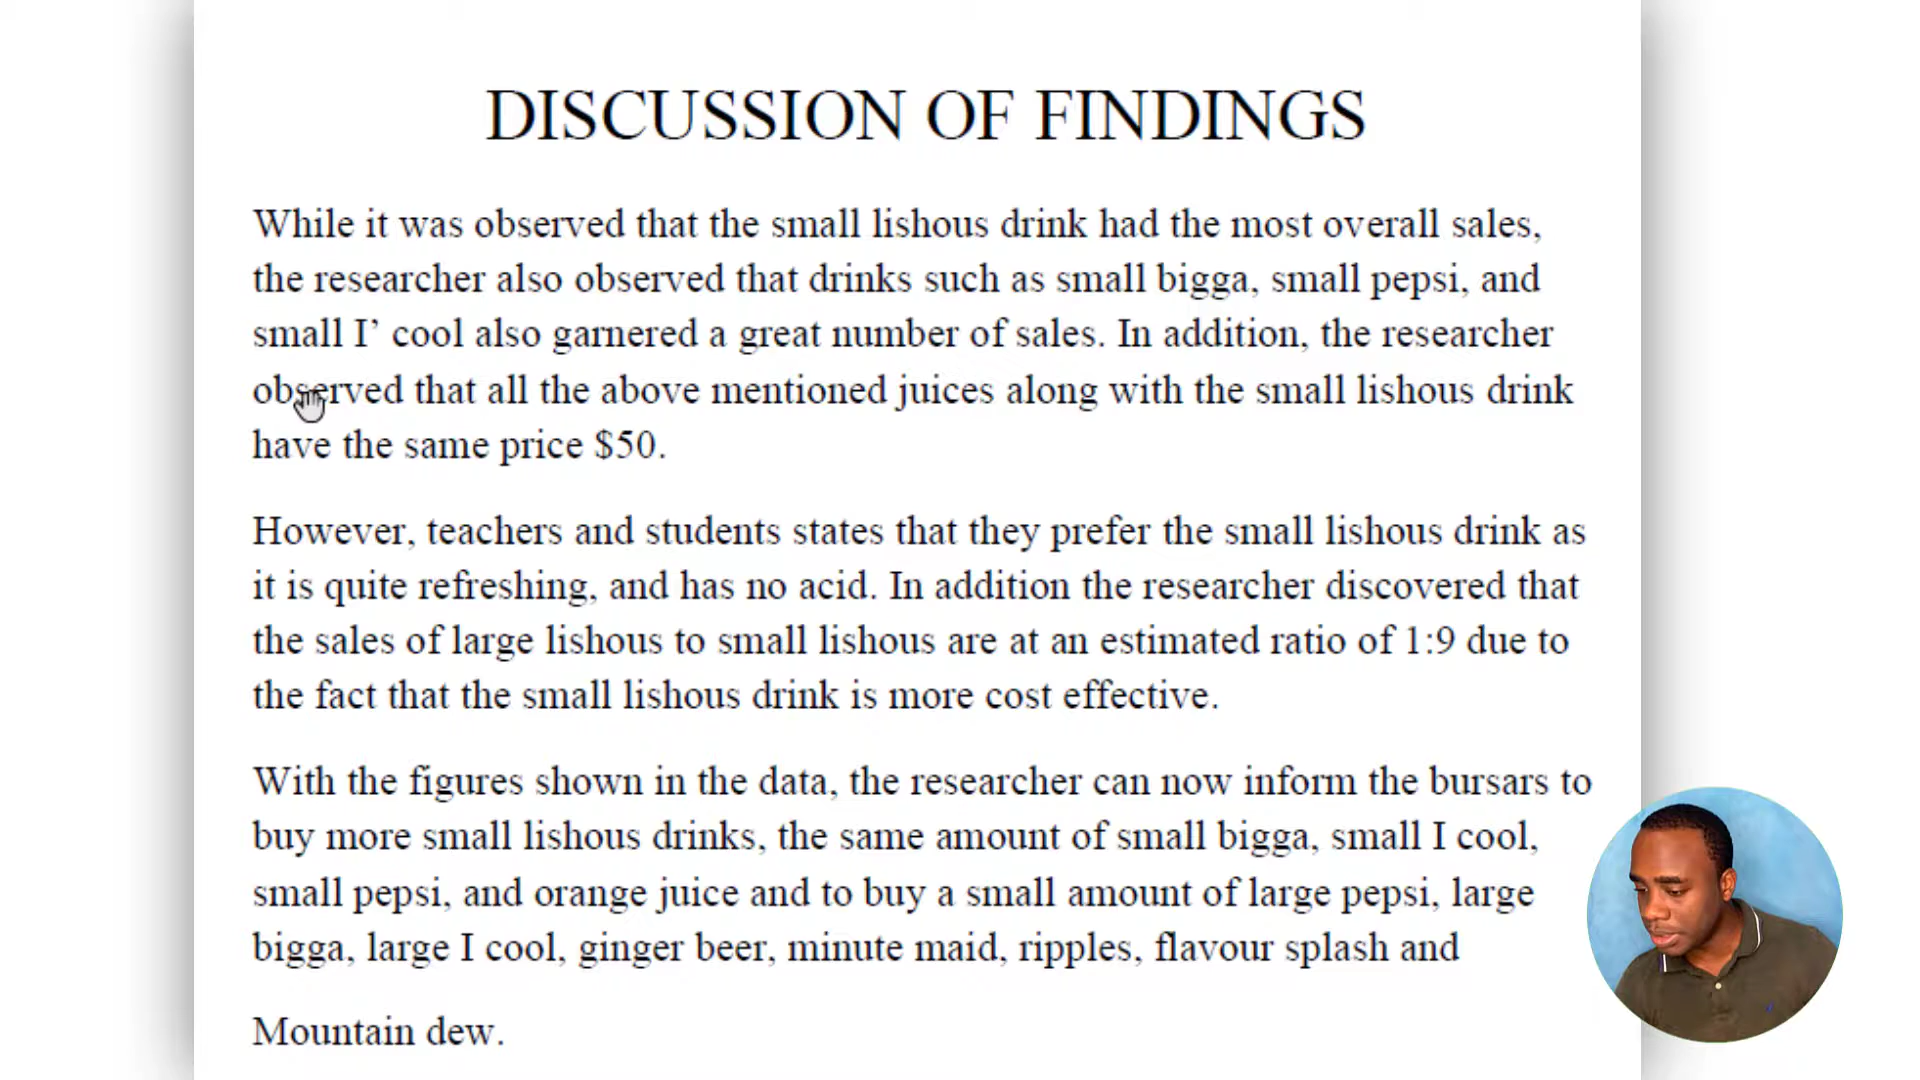 DISCUSSION OF FINDINGS
While it was observed that the small lishous drink had the most overall sales,
the researcher also observed that drinks such as small bigga, small pepsi, and
small I’ cool also garnered a great number of sales. In addition, the researcher
observed that all the above mentioned juices along with the small lishous drink
have the same price $50.
However, teachers and students states that they prefer the small lishous drink as
it is quite refreshing, and has no acid. In addition the researcher discovered that
the sales of large lishous to small lishous are at an estimated ratio of 1:9 due to
the fact that the small lishous drink is more cost effective.
With the figures shown in the data, the researcher can now inform the bursars to
buy more small lishous drinks, the same amount of small bigga, small I cool,
small pepsi, and orange juice and to buy a small amount of large pepsi, large
bigga, large I cool, ginger beer, minute maid, ripples, flavour splash and
Mountain dew.